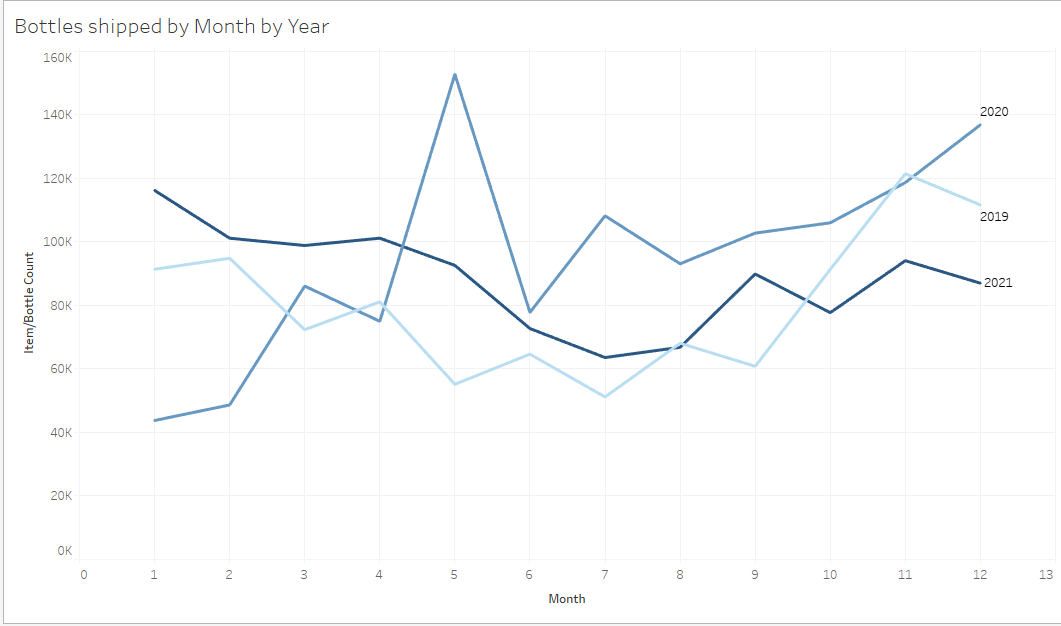 Bottles shipped by Month by Year
160K
140K
120K
100K
80K
60K
40K
20K
0K
Item/Bottle Count
2020
2019
2021
0 1 2 3 4 5 6 7 8 9 10 11 12 13
Month